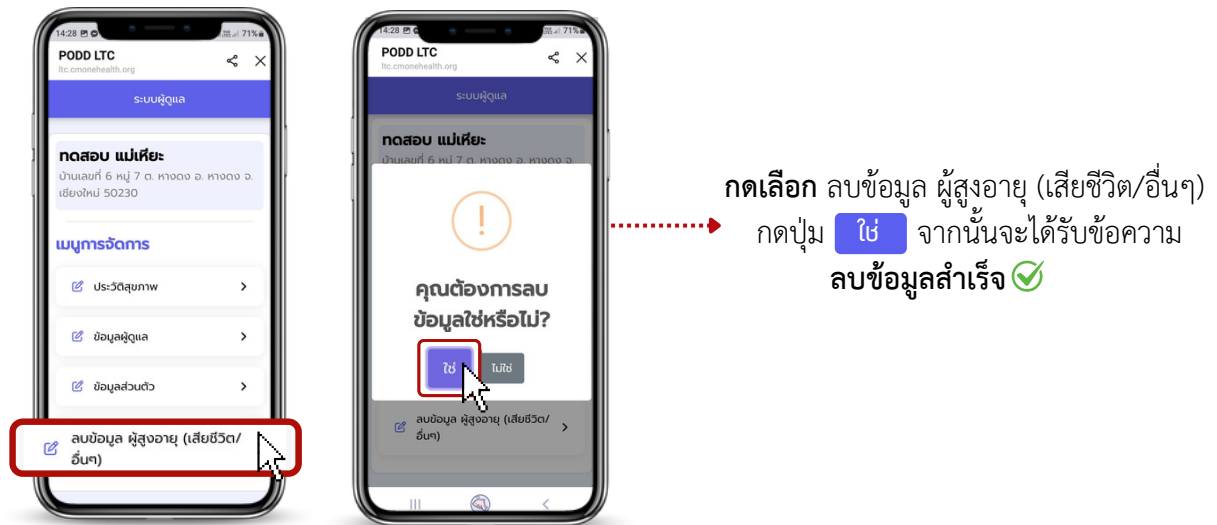 14:28
71%
PODD LTC
ltc.cmonehealth.org
ระบบผู้ดูแล
ทดสอบ แม่เหียะ
บ้านเลขที่ 6 หมู่ 7 ต. หางดง อ. หางดง จ.
เชียงใหม่ 50230
เมนูการจัดการ
ประวัติสุขภาพ
ข้อมูลผู้ดูแล
ข้อมูลส่วนตัว
ลบข้อมูล ผู้สูงอายุ (เสียชีวิต/
อื่นๆ)
14:28
71%
PODD LTC
ltc.cmonehealth.org
ระบบผู้ดูแล
ทดสอบ แม่เหียะ
บ้านเลขที่ 6 หมู่ 7 ต. หางดง อ. หางดง จ.
คุณต้องการลบ
ข้อมูลใช่หรือไม่?
ใช่ ไม่ใช่
ลบข้อมูล ผู้สูงอายุ (เสียชีวิต/
อื่นๆ)
กดเลือก ลบข้อมูล ผู้สูงอายุ (เสียชีวิต/อื่นๆ)
กดปุ่ม ใช่ จากนั้นจะได้รับข้อความ
ลบข้อมูลสำเร็จ